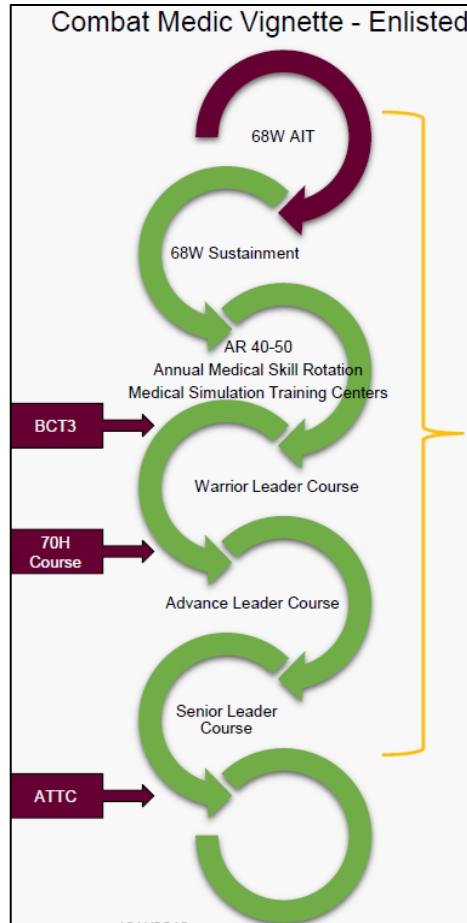 Combat Medic Vignette - Enlisted
68W AIT
68W Sustainment
AR 40-50
Annual Medical Skill Rotation
Medical Simulation Training Centers
BCT3
Warrior Leader Course
70H
Course
Advance Leader Course
Senior Leader
Course
ATTC